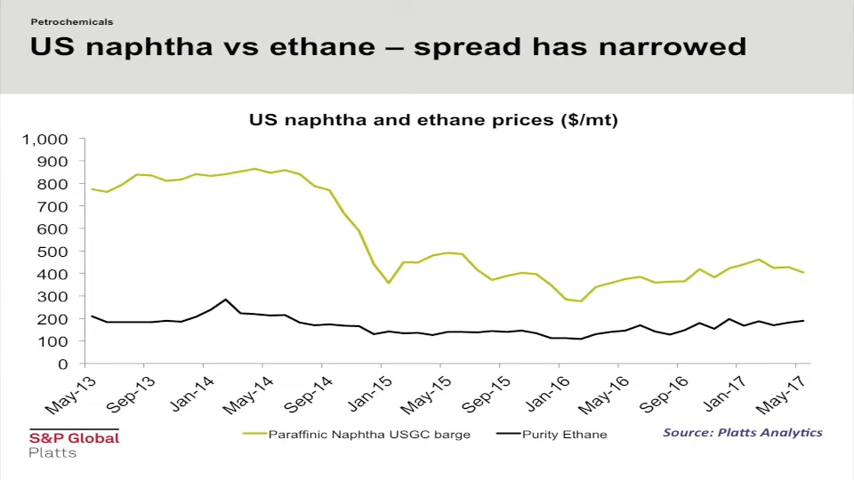 Petrochemicals
US naphtha vs ethane – spread has narrowed
US naphtha and ethane prices ($/mt)
1,000
900
800
700
600
500
400
300
200
100
0
May-13
Sep-13
Jan-14
May-14
Sep-14
Jan-15
May-15
Sep-15
Jan-16
May-16
Sep-16
Jan-17
May-17
Paraffinic Naphtha USGC barge
Purity Ethane
Source: Platts Analytics
S&P Global
Platts